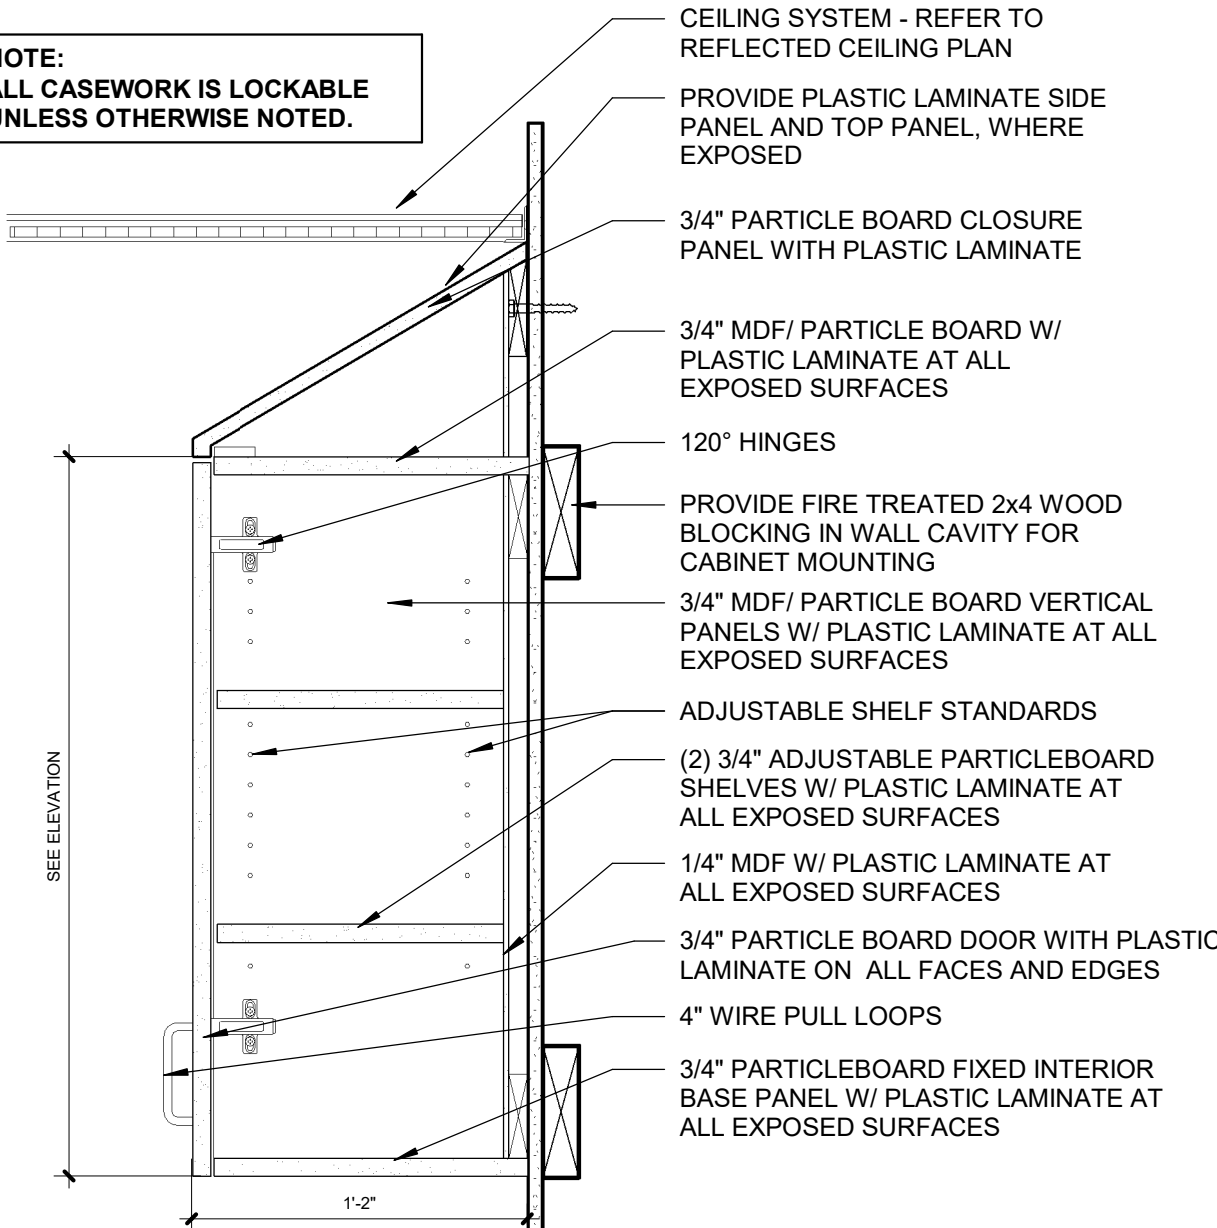 NOTE:
ALL CASEWORK IS LOCKABLE
UNLESS OTHERWISE NOTED.
CEILING SYSTEM - REFER TO
REFLECTED CEILING PLAN
PROVIDE PLASTIC LAMINATE SIDE
PANEL AND TOP PANEL, WHERE
EXPOSED
3/4" PARTICLE BOARD CLOSURE
PANEL WITH PLASTIC LAMINATE
3/4" MDF/ PARTICLE BOARD W/
PLASTIC LAMINATE AT ALL
EXPOSED SURFACES
120° HINGES
PROVIDE FIRE TREATED 2x4 WOOD
BLOCKING IN WALL CAVITY FOR
CABINET MOUNTING
3/4" MDF/ PARTICLE BOARD VERTICAL
PANELS W/ PLASTIC LAMINATE AT ALL
EXPOSED SURFACES
ADJUSTABLE SHELF STANDARDS
(2) 3/4" ADJUSTABLE PARTICLEBOARD
SHELVES W/ PLASTIC LAMINATE AT
ALL EXPOSED SURFACES
1/4" MDF W/ PLASTIC LAMINATE AT
ALL EXPOSED SURFACES
3/4" PARTICLE BOARD DOOR WITH PLASTIC
LAMINATE ON  ALL FACES AND EDGES
4" WIRE PULL LOOPS
3/4" PARTICLEBOARD FIXED INTERIOR
BASE PANEL W/ PLASTIC LAMINATE AT
ALL EXPOSED SURFACES
SEE ELEVATION
1'-2"